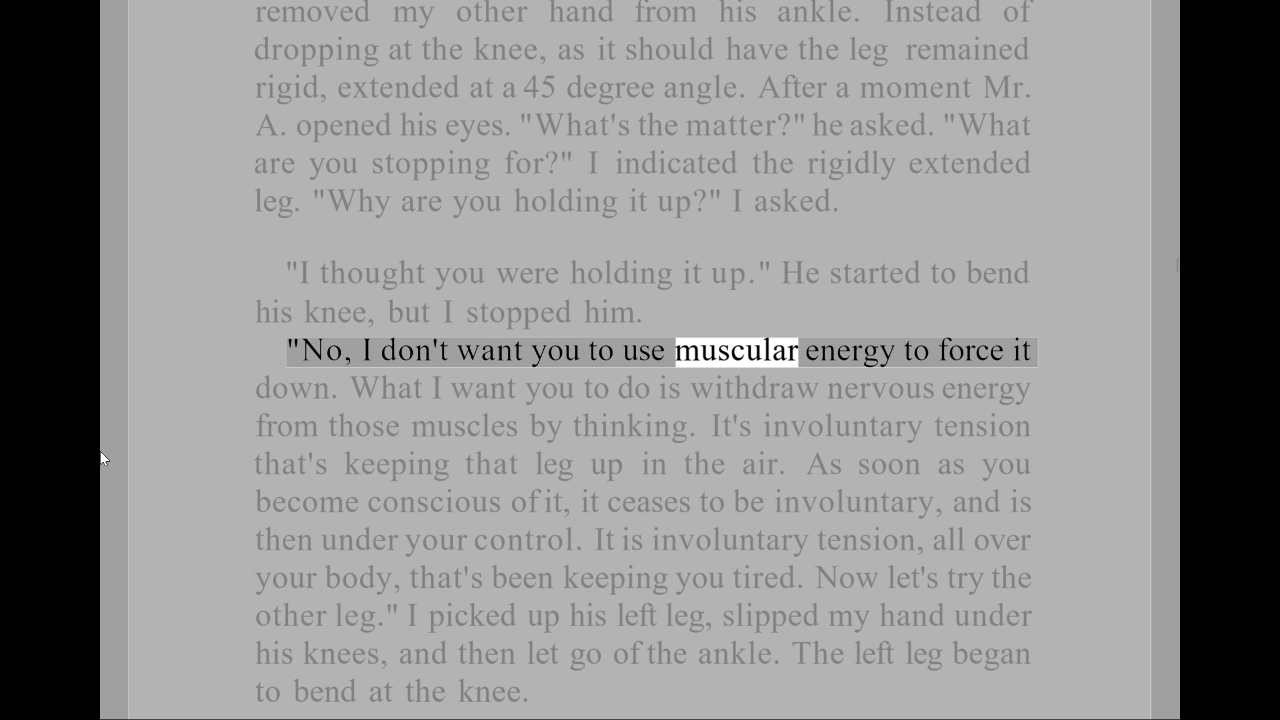 removed my other hand from his ankle. Instead of
dropping at the knee, as it should have the leg remained
rigid, extended at a 45 degree angle. After a moment Mr.
A. opened his eyes. "What's the matter?" he asked. "What
are you stopping for?" I indicated the rigidly extended
leg. "Why are you holding it up?" I asked.
"I thought you were holding it up." He started to bend
his knee, but I stopped him.
"No, I don't want you to use muscular energy to force it
down. What I want you to do is withdraw nervous energy
from those muscles by thinking. It's involuntary tension
that's keeping that leg up in the air. As soon as you
become conscious of it, it ceases to be involuntary, and is
then under your control. It is involuntary tension, all over
your body, that's been keeping you tired. Now let's try the
other leg." I picked up his left leg, slipped my hand under
his knees, and then let go of the ankle. The left leg began
to bend at the knee.